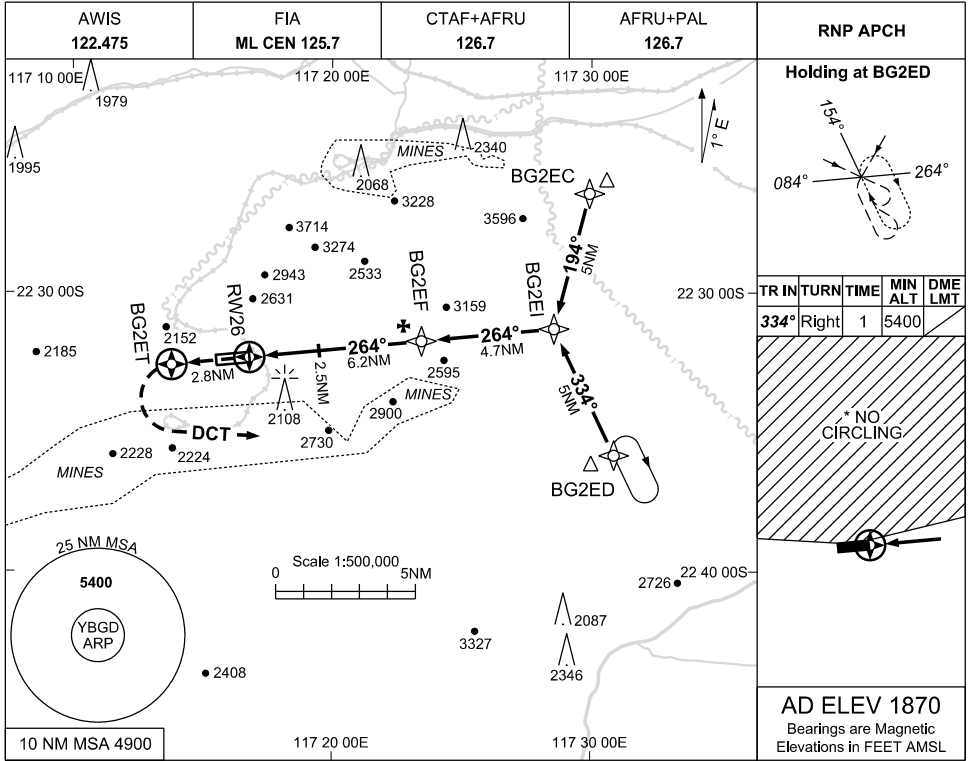 AWIS
122.475
FIA
ML CEN 125.7
CTAF+AFRU
126.7
AFRU+PAL
126.7
RNP APCH
117 10 00E
117 20 00E
117 30 00E
1979
1995
1° E
MINES
2340
2068
BG2EC
3228
3596
3714
3274
2943
2533
194°
5NM
22 30 00S
22 30 00S
2631
RW26
BG2EF
BG2EI
3159
BG2ET
2152
2185
264°
6.2NM
264°
4.7NM
2.8NM
2.5NM
2595
334°
5NM
MINES
2108
2900
2730
DCT
2228
2224
MINES
BG2ED
25 NM MSA
5400
YBGD
ARP
Scale 1:500,000
0
5NM
2726
22 40 00S
2087
3327
2346
2408
10 NM MSA 4900
117 20 00E
117 30 00E
Holding at BG2ED
154°
084°
264°
TR IN
TURN
TIME
MIN
ALT
DME
LMT
334°
Right
1
5400
* NO
CIRCLING
AD ELEV 1870
Bearings are Magnetic
Elevations in FEET AMSL